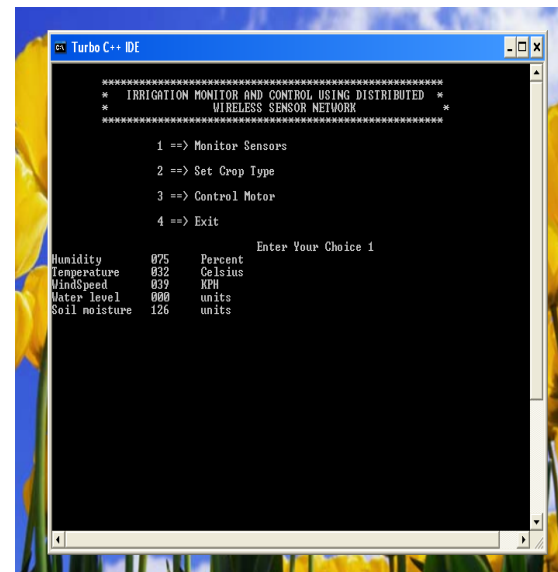 Turbo C++ IDE
********************************************************
* IRRIGATION MONITOR AND CONTROL USING DISTRIBUTED *
* WIRELESS SENSOR NETWORK *
********************************************************
1 ==> Monitor Sensors
2 ==> Set Crop Type
3 ==> Control Motor
4 ==> Exit
Enter Your Choice 1
Humidity 075 Percent
Temperature 032 Celsius
WindSpeed 039 KPH
Water level 000 units
Soil moisture 126 units